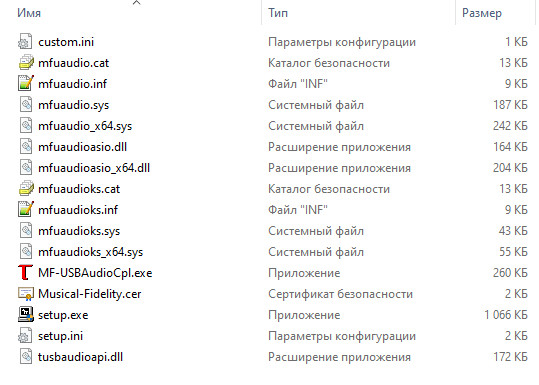 Имя Тип Размер
custom.ini Параметры конфигурации 1 КБ
mfuaudio.cat Каталог безопасности 13 КБ
mfuaudio.inf Файл "INF" 9 КБ
mfuaudio.sys Системный файл 187 КБ
mfuaudio_x64.sys Системный файл 242 КБ
mfuaudioasio.dll Расширение приложения 164 КБ
mfuaudioasio_x64.dll Расширение приложения 204 КБ
mfuaudioks.cat Каталог безопасности 13 КБ
mfuaudioks.inf Файл "INF" 9 КБ
mfuaudioks.sys Системный файл 43 КБ
mfuaudioks_x64.sys Системный файл 55 КБ
MF-USBAudioCpl.exe Приложение 260 КБ
Musical-Fidelity.cer Сертификат безопасности 2 КБ
setup.exe Приложение 1 066 КБ
setup.ini Параметры конфигурации 2 КБ
tusbaudioapi.dll Расширение приложения 172 КБ